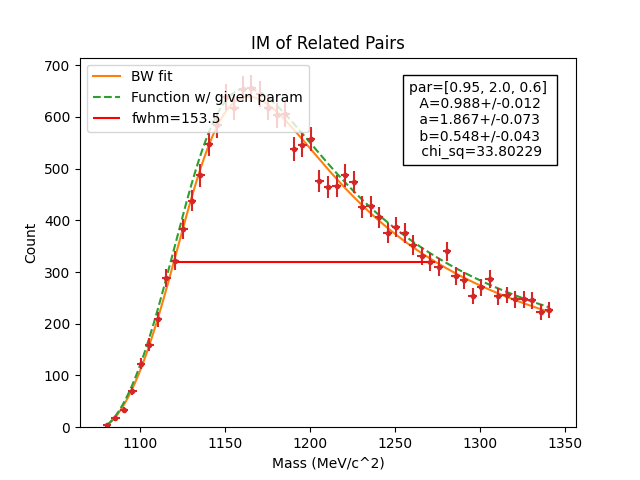 IM of Related Pairs
700
600
500
400
300
200
100
0
Count
BW fit
Function w/ given param
fwhm=153.5
par=[0.95, 2.0, 0.6]
A=0.988+/-0.012
a=1.867+/-0.073
b=0.548+/-0.043
chi_sq=33.80229
1100 1150 1200 1250 1300 1350
Mass (MeV/c^2)